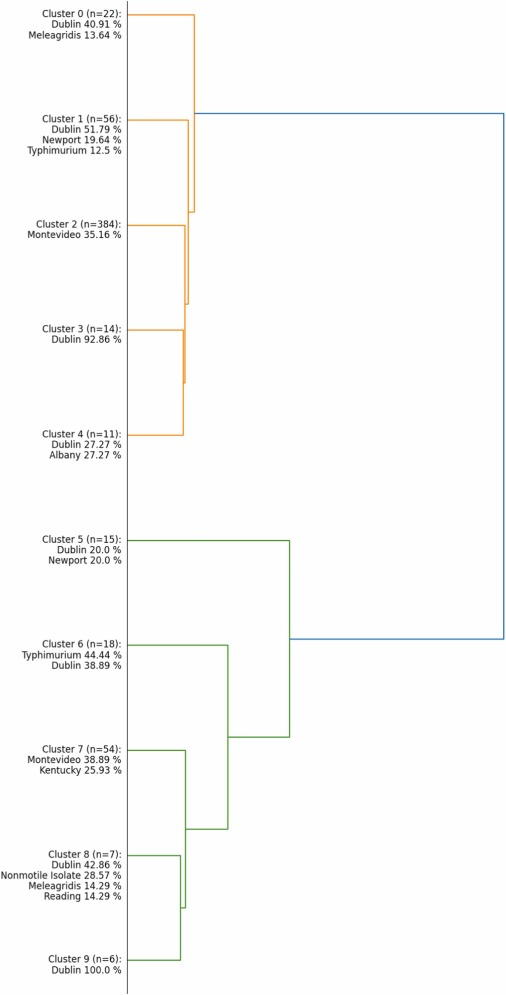 Cluster 0 (n=22):
Dublin 40.91 %
Meleagridis 13.64 %
Cluster 1 (n=56):
Dublin 51.79 %
Newport 19.64 %
Typhimurium 12.5 %
Cluster 2 (n=384):
Montevideo 35.16 %
Cluster 3 (n=14):
Dublin 92.86 %
Cluster 4 (n=11):
Dublin 27.27 %
Albany 27.27 %
Cluster 5 (n=15):
Dublin 20.0 %
Newport 20.0 %
Cluster 6 (n=18):
Typhimurium 44.44 %
Dublin 38.89 %
Cluster 7 (n=54):
Montevideo 38.89 %
Kentucky 25.93 %
Cluster 8 (n=7):
Dublin 42.86 %
Nonmotile Isolate 28.57 %
Meleagridis 14.29 %
Reading 14.29 %
Cluster 9 (n=6):
Dublin 100.0 %